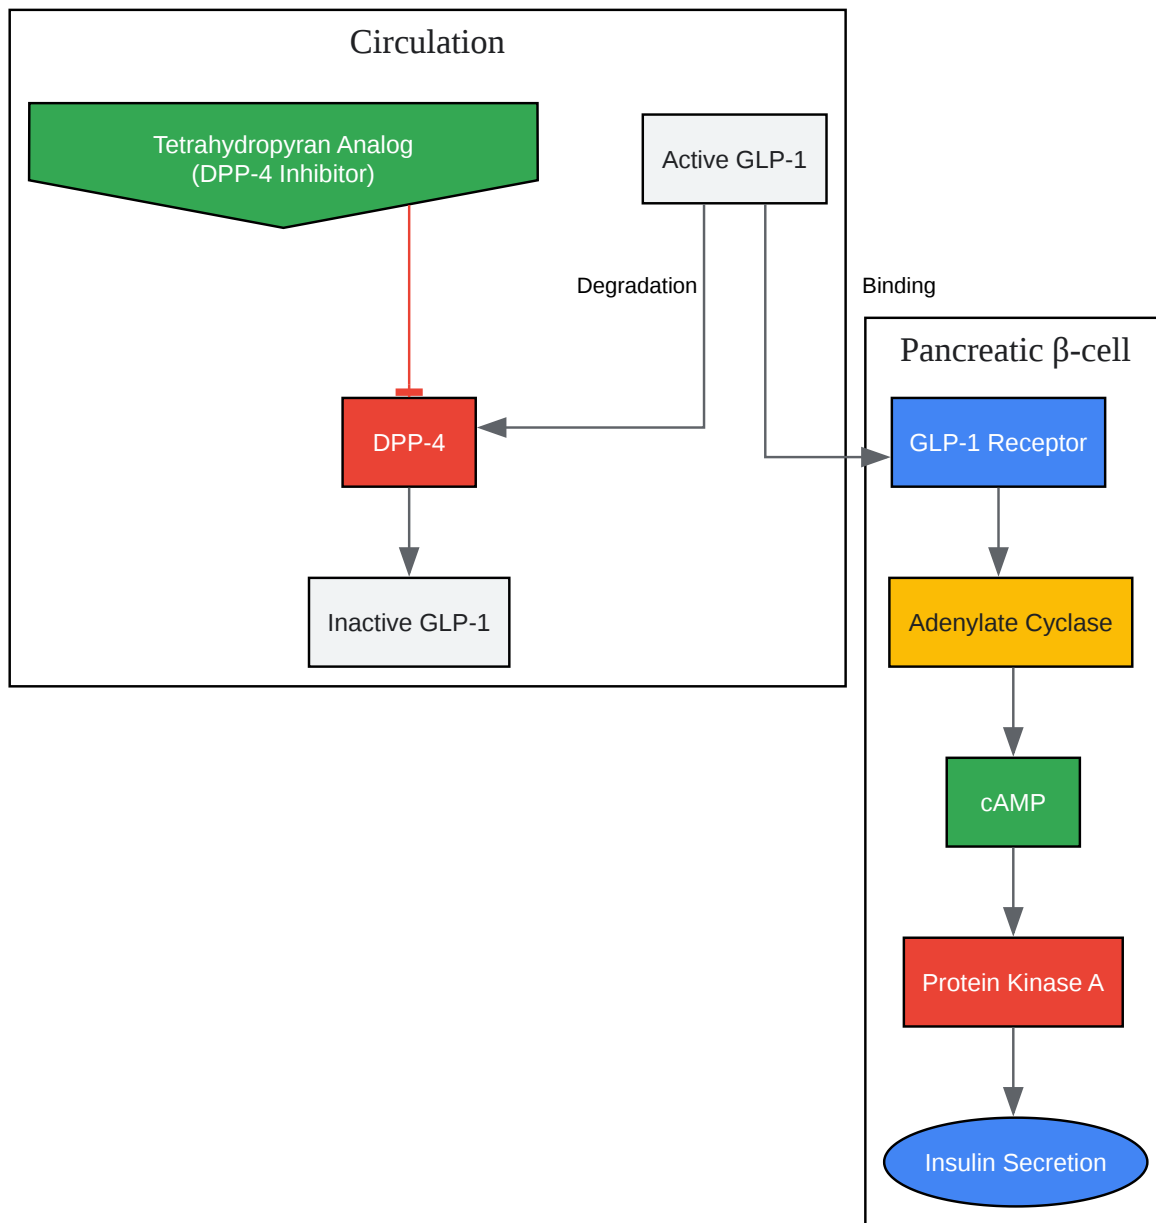 Circulation
Tetrahydropyran Analog
(DPP-4 Inhibitor)
Active GLP-1
Degradation
Binding
Pancreatic β-cell
DPP-4
GLP-1 Receptor
Inactive GLP-1
Adenylate Cyclase
cAMP
Protein Kinase A
Insulin Secretion